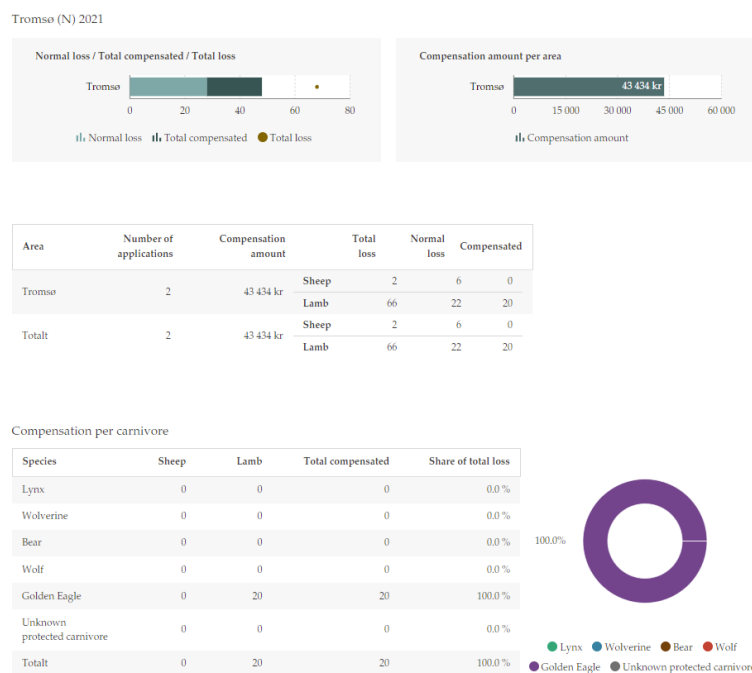 Tromsø (N) 2021
Normal loss / Total compensated / Total loss
Tromsø
0 20 40 60 80
Normal loss Total compensated Total loss
Compensation amount per area
Tromsø 43 434 kr
0 15 000 30 000 45 000 60 000
Compensation amount
Area Number of applications Compensation amount Total loss Normal loss Compensated
Tromsø 2 43 434 kr Sheep 2 6 0
Lamb 66 22 20
Totalt 2 43 434 kr Sheep 2 6 0
Lamb 66 22 20
Compensation per carnivore
Species Sheep Lamb Total compensated Share of total loss
Lynx 0 0 0 0.0 %
Wolverine 0 0 0 0.0 %
Bear 0 0 0 0.0 %
Wolf 0 0 0 0.0 %
Golden Eagle 0 20 20 100.0 %
Unknown
protected carnivore 0 0 0 0.0 %
Totalt 0 20 20 100.0 %
100.0%
Lynx Wolverine Bear Wolf
Golden Eagle Unknown protected carnivore